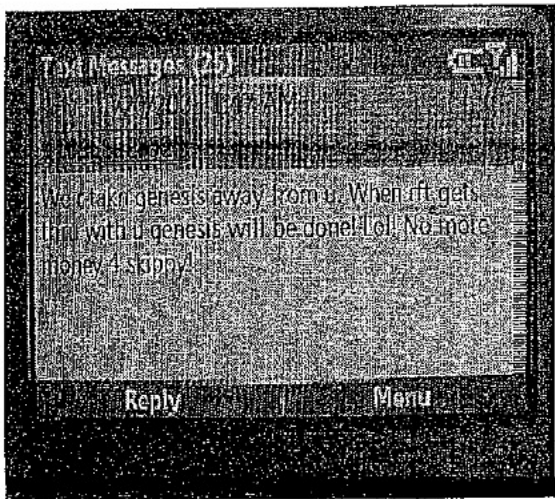 Text Messages (25)
AM
We r takn genesis away from u. When rft gets
thru with u genesis will be done! Lol! No more
money 4 skippy!
Reply Menu